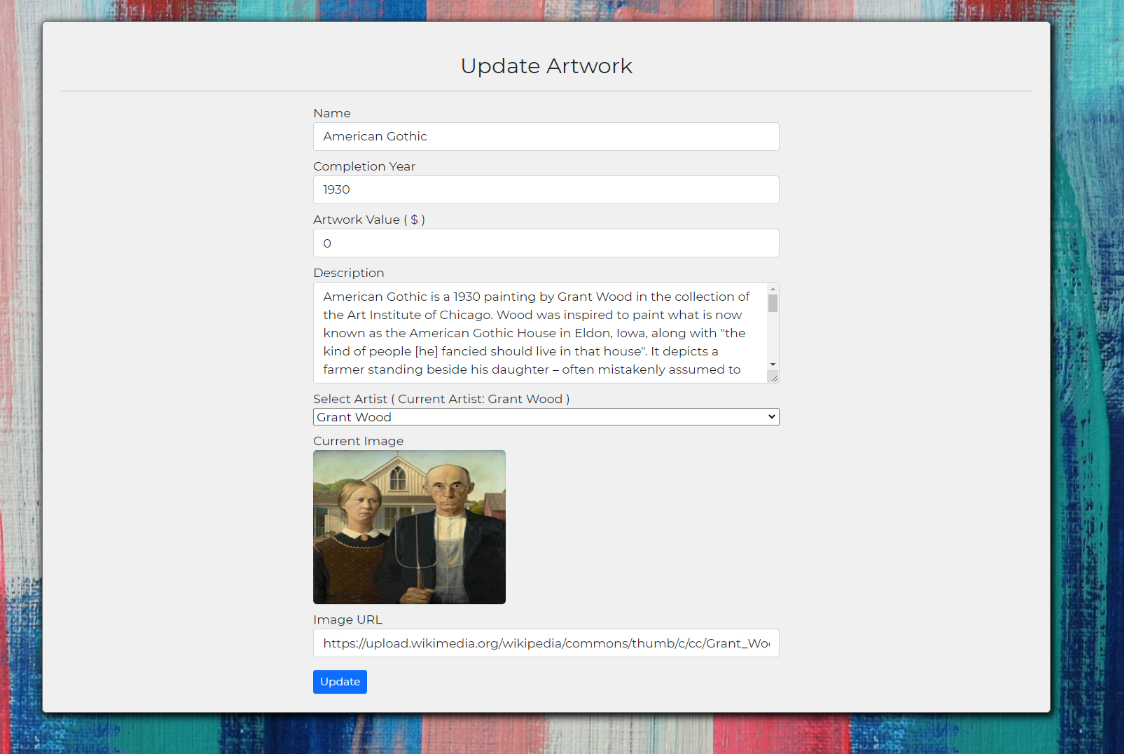 Update Artwork
Name
American Gothic
Completion Year
1930
Artwork Value ( $ )
0
Description
American Gothic is a 1930 painting by Grant Wood in the collection of
the Art Institute of Chicago. Wood was inspired to paint what is now
known as the American Gothic House in Eldon, Iowa, along with "the
kind of people [he] fancied should live in that house". It depicts a
farmer standing beside his daughter – often mistakenly assumed to
Select Artist ( Current Artist: Grant Wood )
Grant Wood
Current Image
Image URL
https://upload.wikimedia.org/wikipedia/commons/thumb/c/cc/Grant_Wo
Update